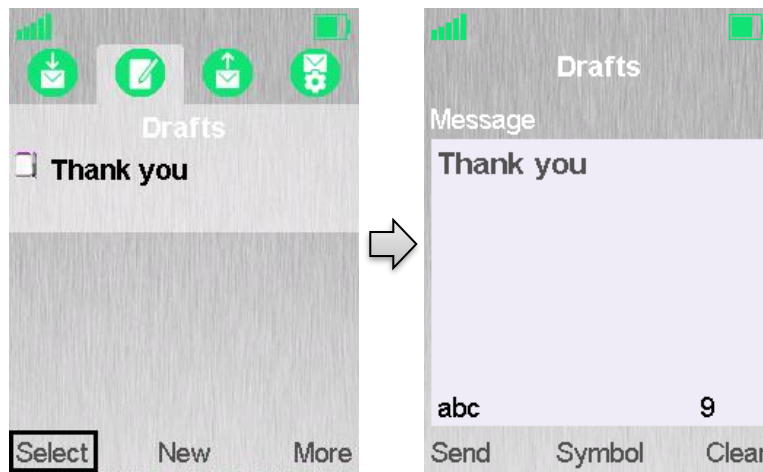 Drafts
Thank you
Select New More
Drafts
Message
Thank you
abc 9
Send Symbol Clear